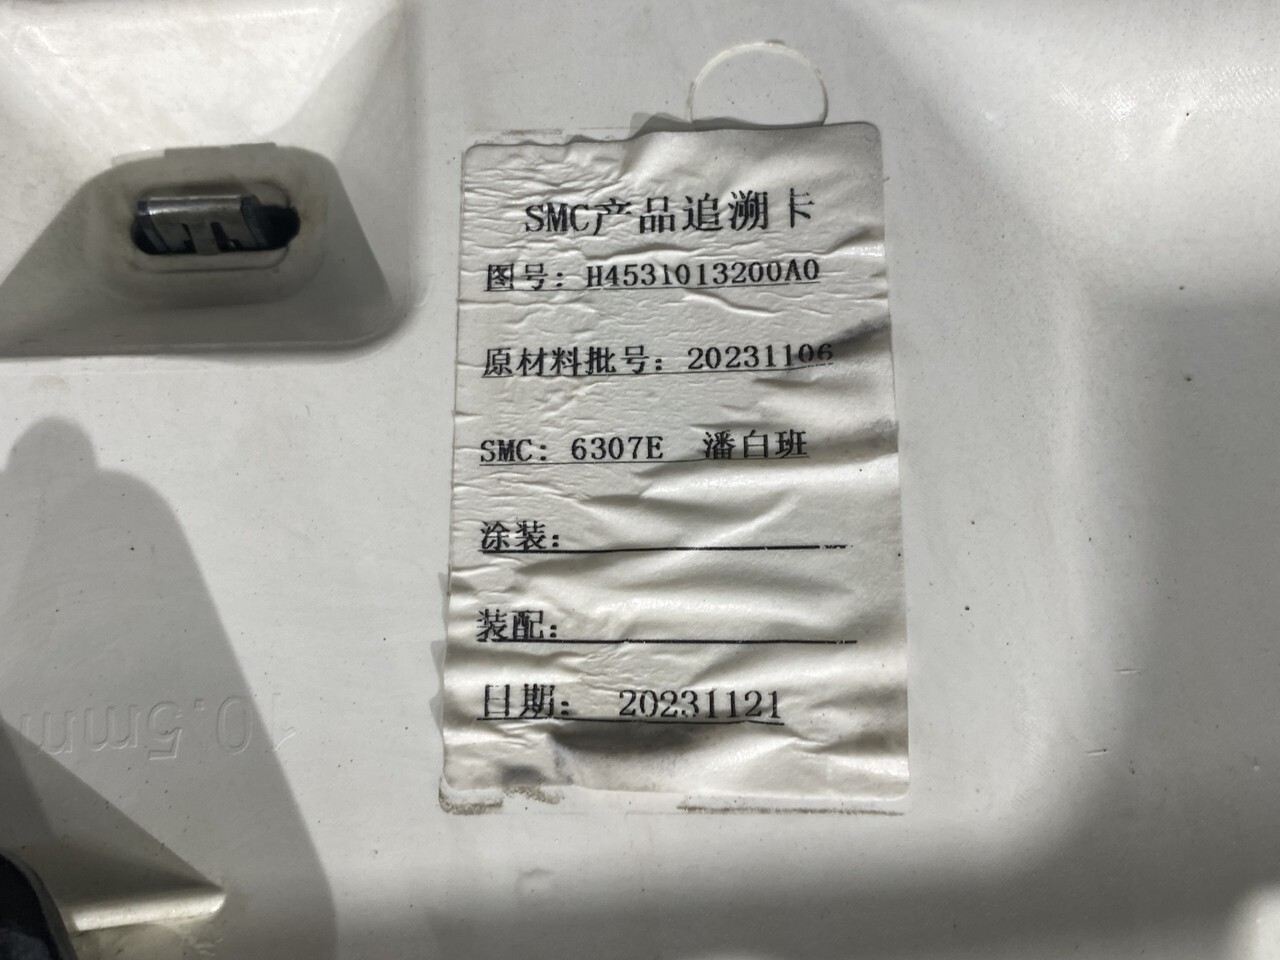 SMC产品追溯卡
图号: H4531013200A0
原材料批号: 20231106
SMC: 6307E 潘白班
涂装:
装配:
日期: 20231121
10.5mm